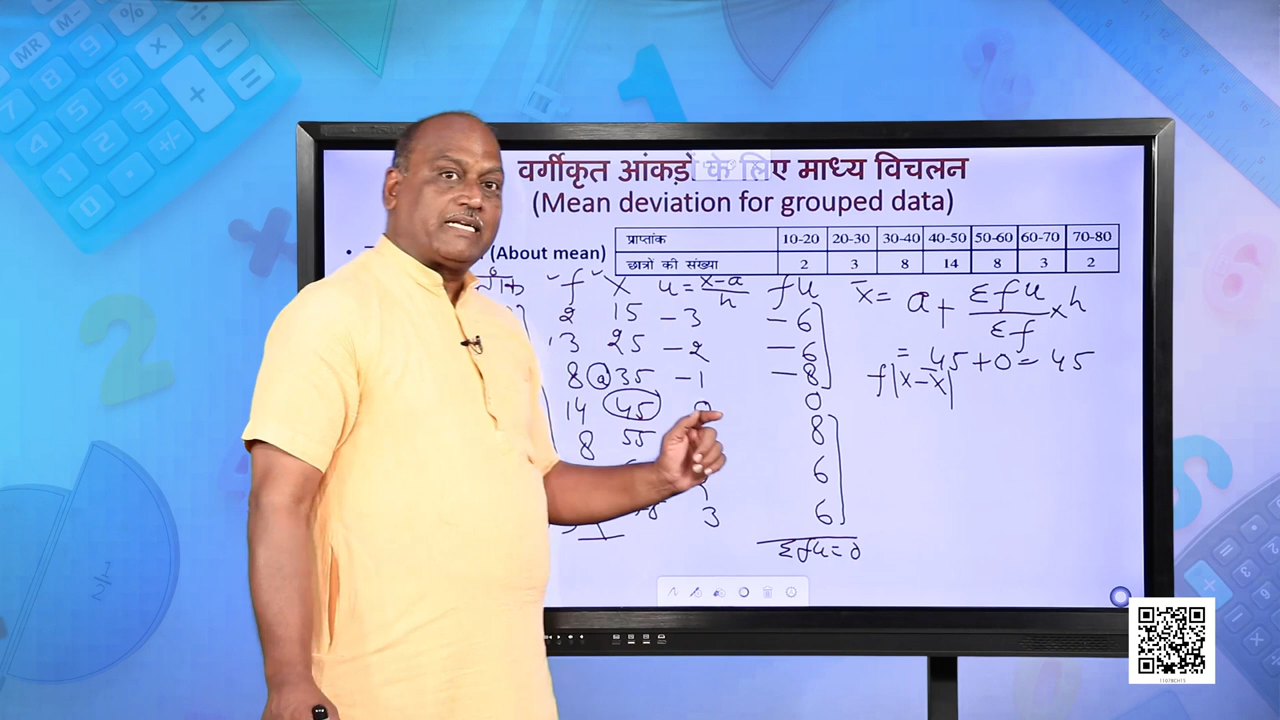 वर्गीकृत आंकड़ों के लिए माध्य विचलन
(Mean deviation for grouped data)
(About mean)
प्राप्तांक 10-20 20-30 30-40 40-50 50-60 60-70 70-80
छात्रों की संख्या 2 3 8 14 8 3 2
f x u = x-a/h fu x̄ = a + Σfu/Σf × h
2 15 -3 -6
3 25 -2 -6 = 45+0 = 45
8 a 35 -1 -8 f|x-x̄|
14 45 0 0
8 55 8
6
3 6
Σfu=0
11078CH15